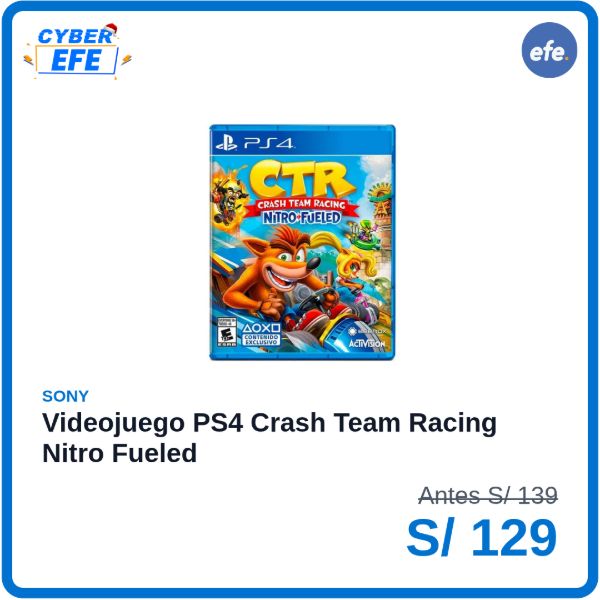 CYBER
EFE
efe.
PS4
CTR
CRASH TEAM RACING
NITRO-FUELED
E
CONTENIDO
EXCLUSIVO
BEENOX
ACTIVISION
SONY
Videojuego PS4 Crash Team Racing
Nitro Fueled
Antes S/ 139
S/ 129